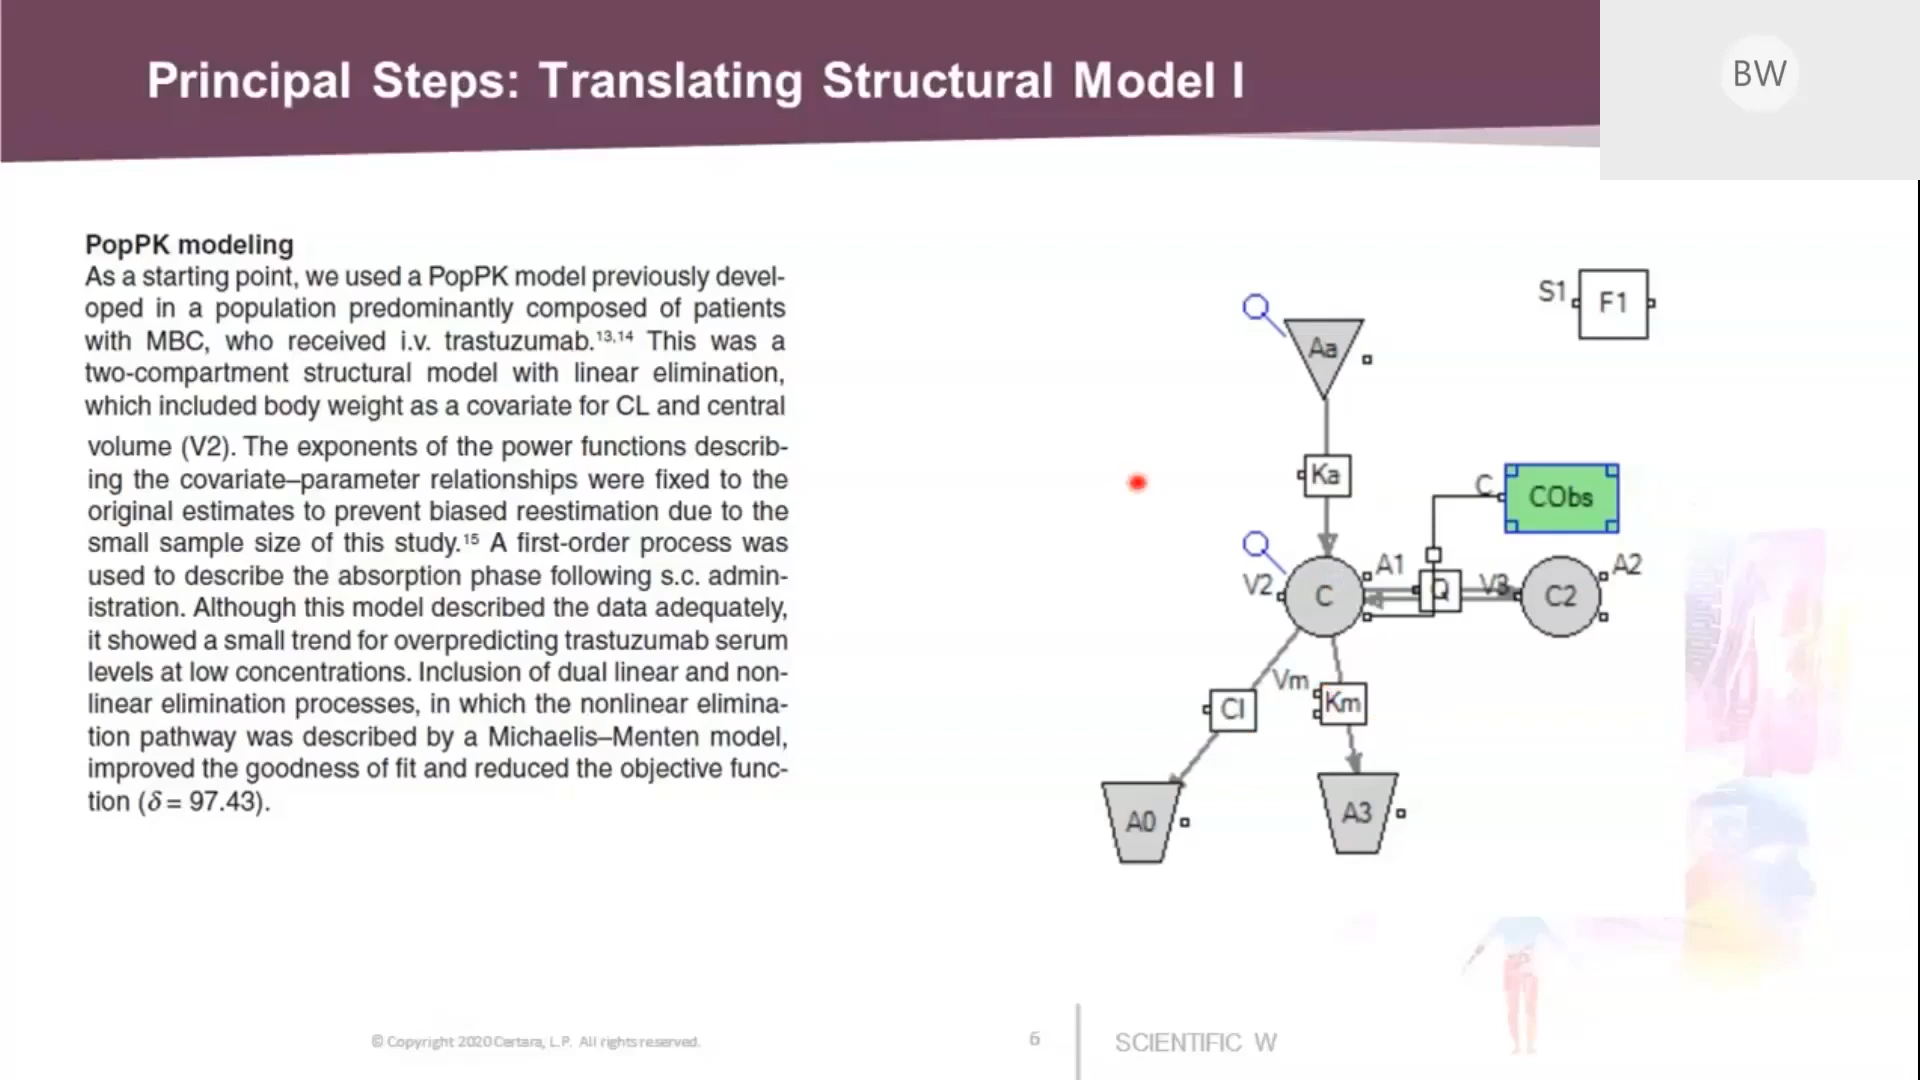 Principal Steps: Translating Structural Model I
BW
PopPK modeling
As a starting point, we used a PopPK model previously devel-
oped in a population predominantly composed of patients
with MBC, who received i.v. trastuzumab.¹³,¹⁴ This was a
two-compartment structural model with linear elimination,
which included body weight as a covariate for CL and central
volume (V2). The exponents of the power functions describ-
ing the covariate–parameter relationships were fixed to the
original estimates to prevent biased reestimation due to the
small sample size of this study.¹⁵ A first-order process was
used to describe the absorption phase following s.c. admin-
istration. Although this model described the data adequately,
it showed a small trend for overpredicting trastuzumab serum
levels at low concentrations. Inclusion of dual linear and non-
linear elimination processes, in which the nonlinear elimina-
tion pathway was described by a Michaelis–Menten model,
improved the goodness of fit and reduced the objective func-
tion (δ = 97.43).
S1 F1
Aa
Ka
C CObs
V2 C A1 Q V3 C2 A2
Cl Vm Km
A0 A3
© Copyright 2020 Certara, L.P. All rights reserved.
6
SCIENTIFIC W